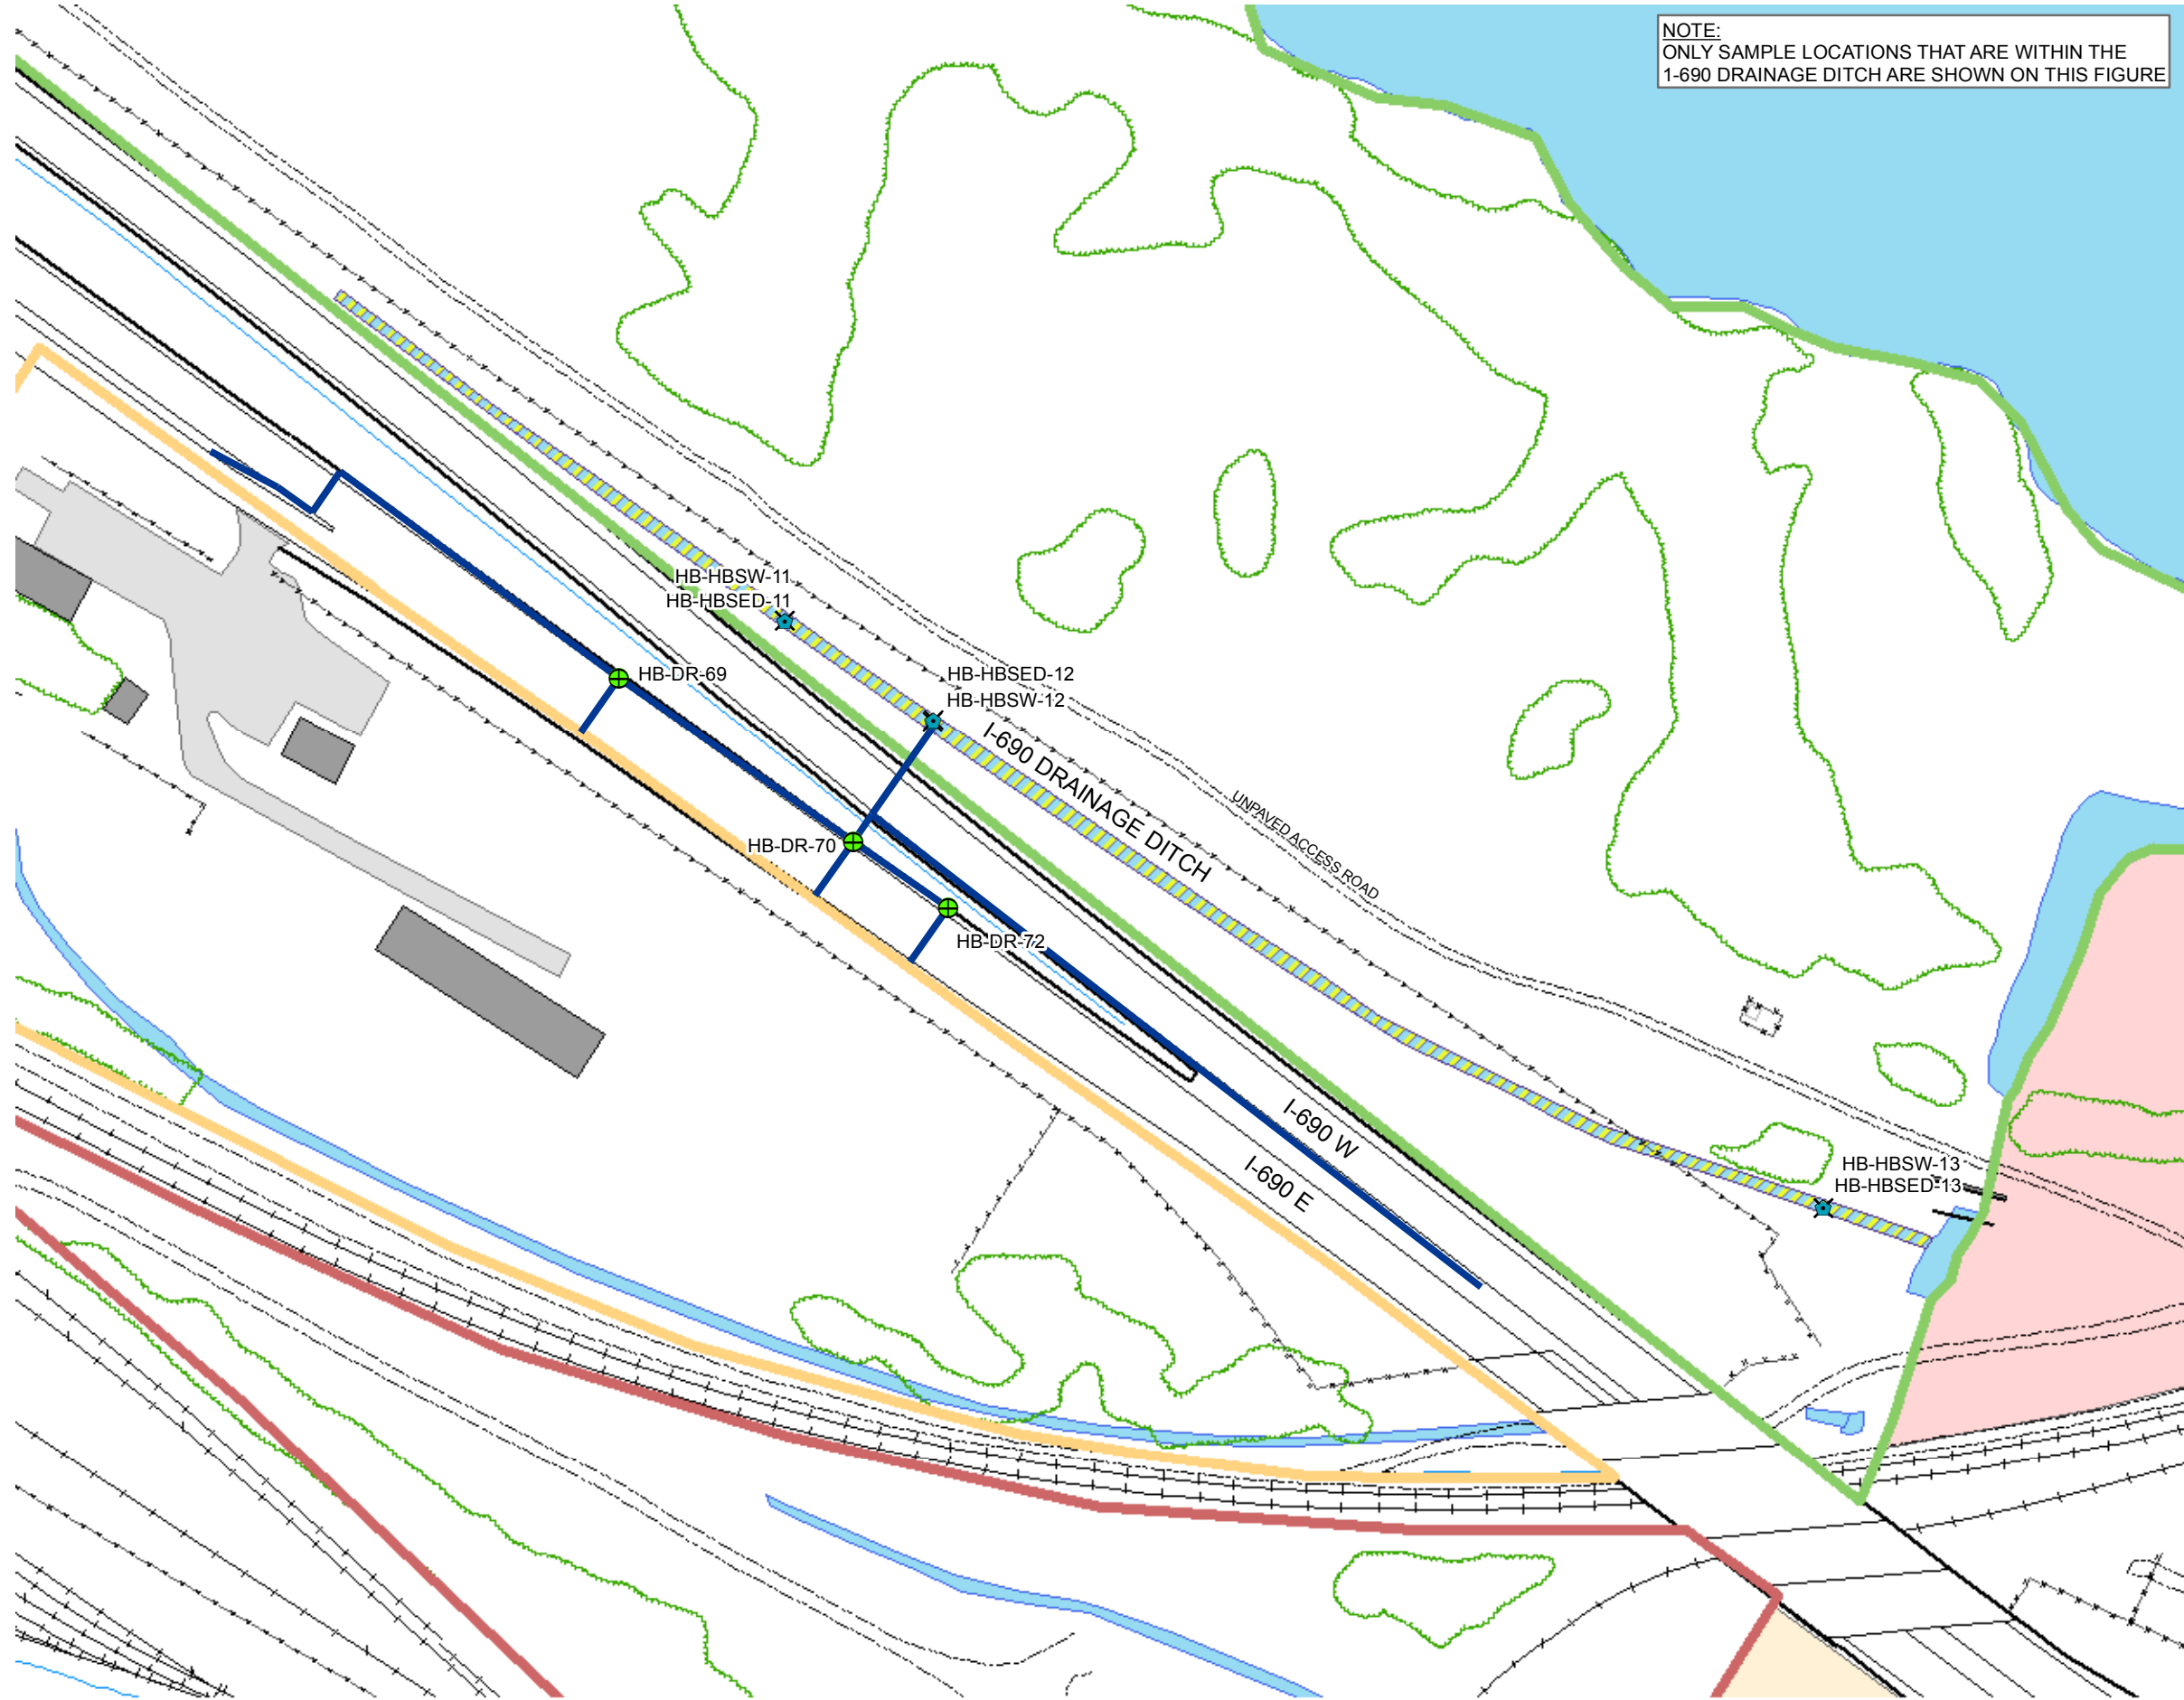 NOTE:
ONLY SAMPLE LOCATIONS THAT ARE WITHIN THE
1-690 DRAINAGE DITCH ARE SHOWN ON THIS FIGURE
HB-HBSW-11
HB-HBSED-11
HB-DR-69
HB-HBSED-12
HB-HBSW-12
I-690 DRAINAGE DITCH
UNPAVED ACCESS ROAD
HB-DR-70
HB-DR-72
I-690 W
I-690 E
HB-HBSW-13
HB-HBSED-13